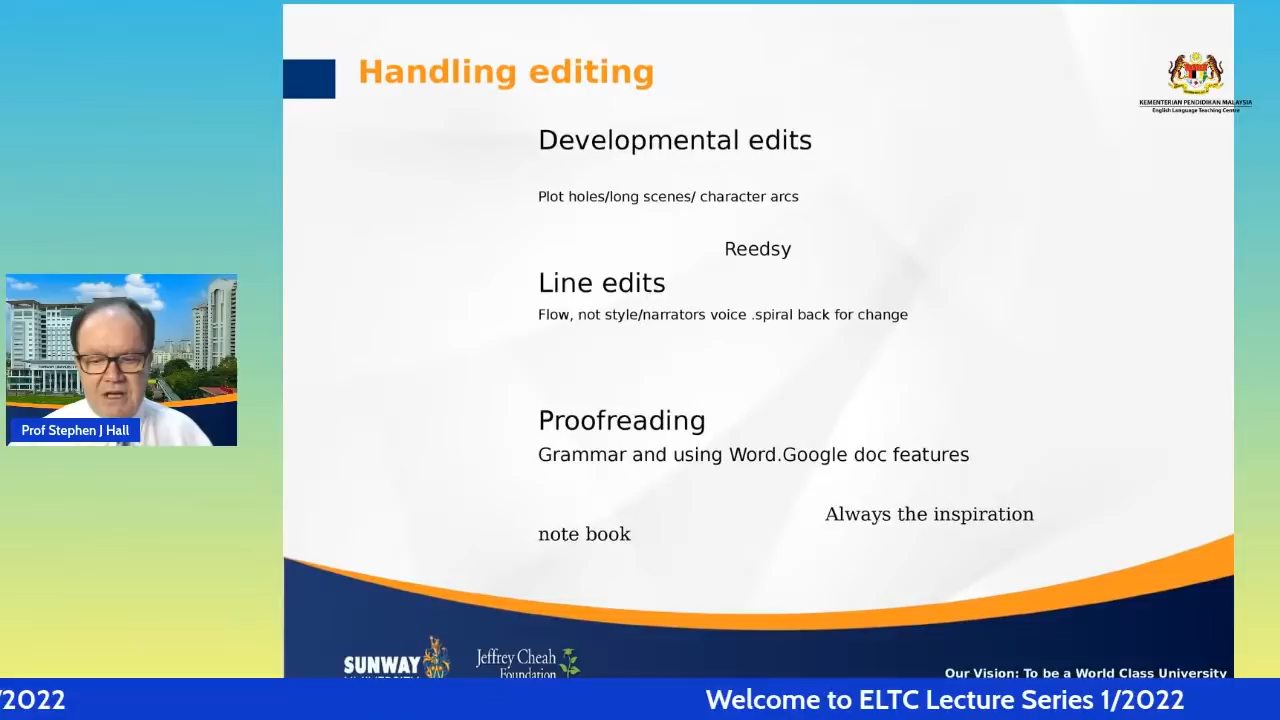 Handling editing
KEMENTERIAN PENDIDIKAN MALAYSIA
English Language Teaching Centre
Developmental edits
Plot holes/long scenes/ character arcs
Reedsy
Line edits
Flow, not style/narrators voice .spiral back for change
Prof Stephen J Hall
Proofreading
Grammar and using Word.Google doc features
Always the inspiration
note book
SUNWAY
UNIVERSITY
Jeffrey Cheah
Foundation
Our Vision: To be a World Class University
/2022
Welcome to ELTC Lecture Series 1/2022